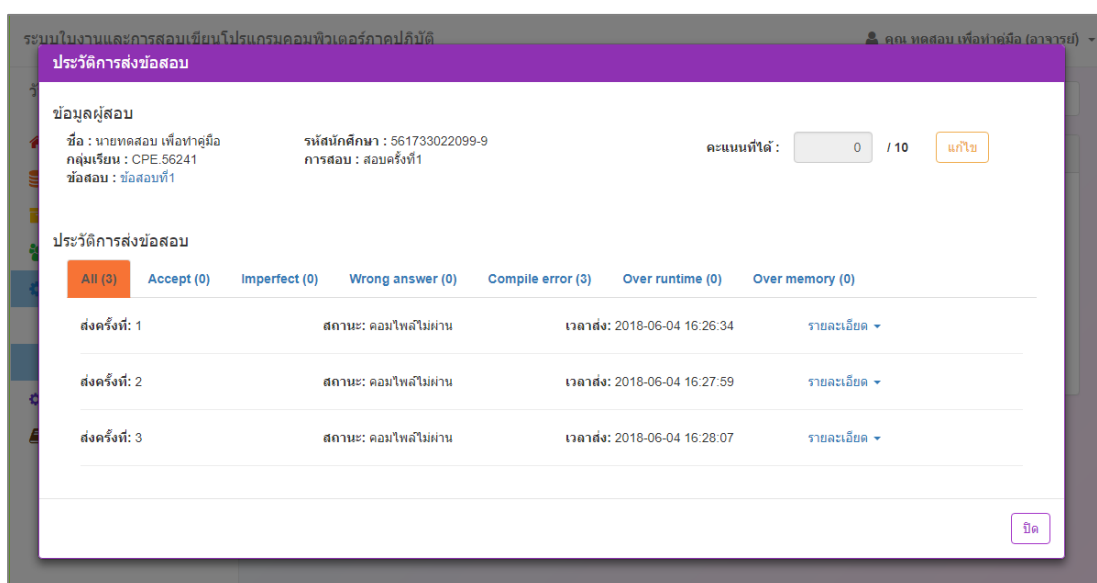 ระบบใบงานและการสอบเขียนโปรแกรมคอมพิวเตอร์ภาคปฏิบัติ
คุณ ทดสอบ เพื่อทำคู่มือ (อาจารย์)
ประวัติการส่งข้อสอบ
ข้อมูลผู้สอบ
ชื่อ : นายทดสอบ เพื่อทำคู่มือ รหัสนักศึกษา : 561733022099-9 คะแนนที่ได้ : 0 / 10 แก้ไข
กลุ่มเรียน : CPE.56241 การสอบ : สอบครั้งที่1
ข้อสอบ : ข้อสอบที่1
ประวัติการส่งข้อสอบ
All (3) Accept (0) Imperfect (0) Wrong answer (0) Compile error (3) Over runtime (0) Over memory (0)
ส่งครั้งที่: 1 สถานะ: คอมไพล์ไม่ผ่าน เวลาส่ง: 2018-06-04 16:26:34 รายละเอียด
ส่งครั้งที่: 2 สถานะ: คอมไพล์ไม่ผ่าน เวลาส่ง: 2018-06-04 16:27:59 รายละเอียด
ส่งครั้งที่: 3 สถานะ: คอมไพล์ไม่ผ่าน เวลาส่ง: 2018-06-04 16:28:07 รายละเอียด
ปิด